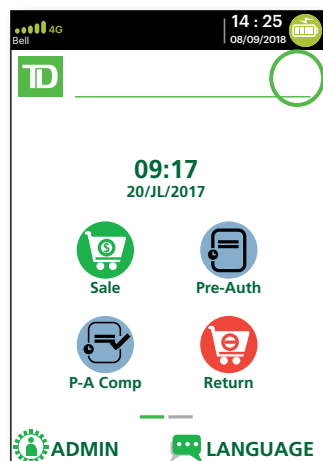 4G
Bell
14 : 25
08/09/2018
TD
09:17
20/JL/2017
Sale
Pre-Auth
P-A Comp
Return
ADMIN
LANGUAGE